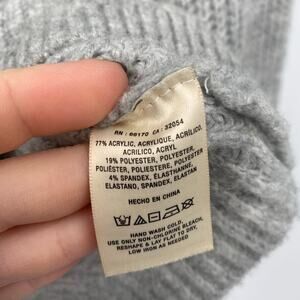 RN: 66170 CA: 32054
77% ACRYLIC, ACRYLIQUE, ACRÍLICO,
ACRILICO, ACRYL
19% POLYESTER, POLYESTER,
POLIÉSTER, POLIESTERE, POLYESTER
4% SPANDEX, ÉLASTHANNE,
ELASTANO, SPANDEX, ELASTAN
HECHO EN CHINA
HAND WASH COLD,
USE ONLY NON-CHLORINE BLEACH,
RESHAPE & LAY FLAT TO DRY,
LOW IRON AS NEEDED